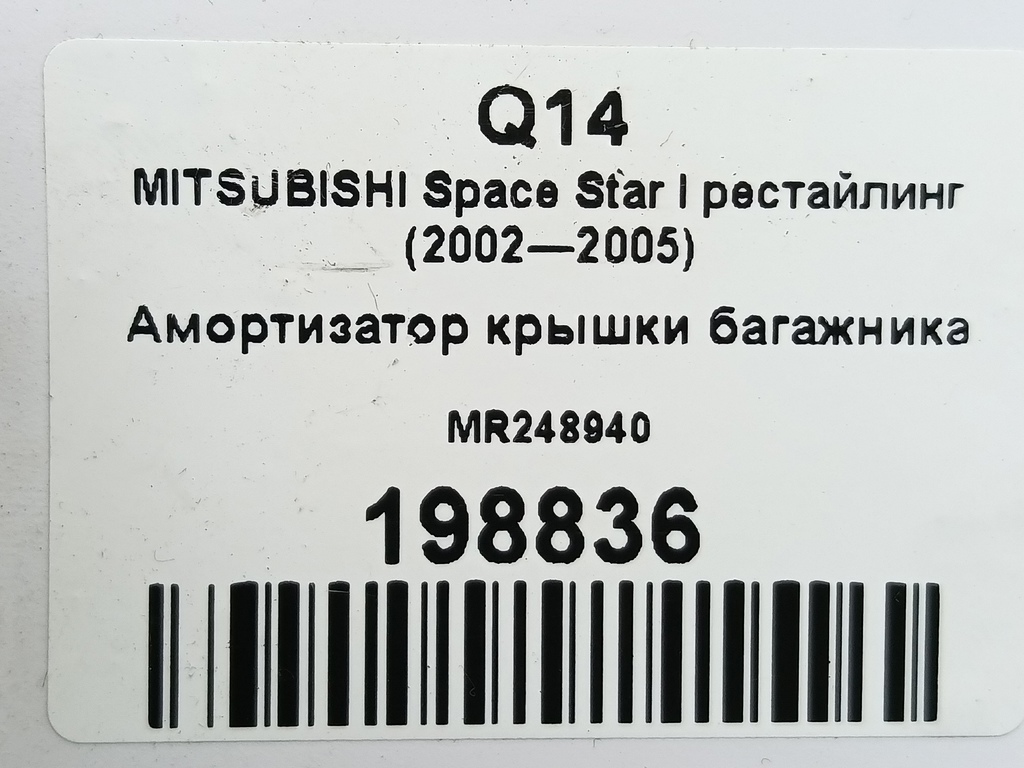 Q14
MITSUBISHI Space Star I рестайлинг
(2002—2005)
Амортизатор крышки багажника
MR248940
198836